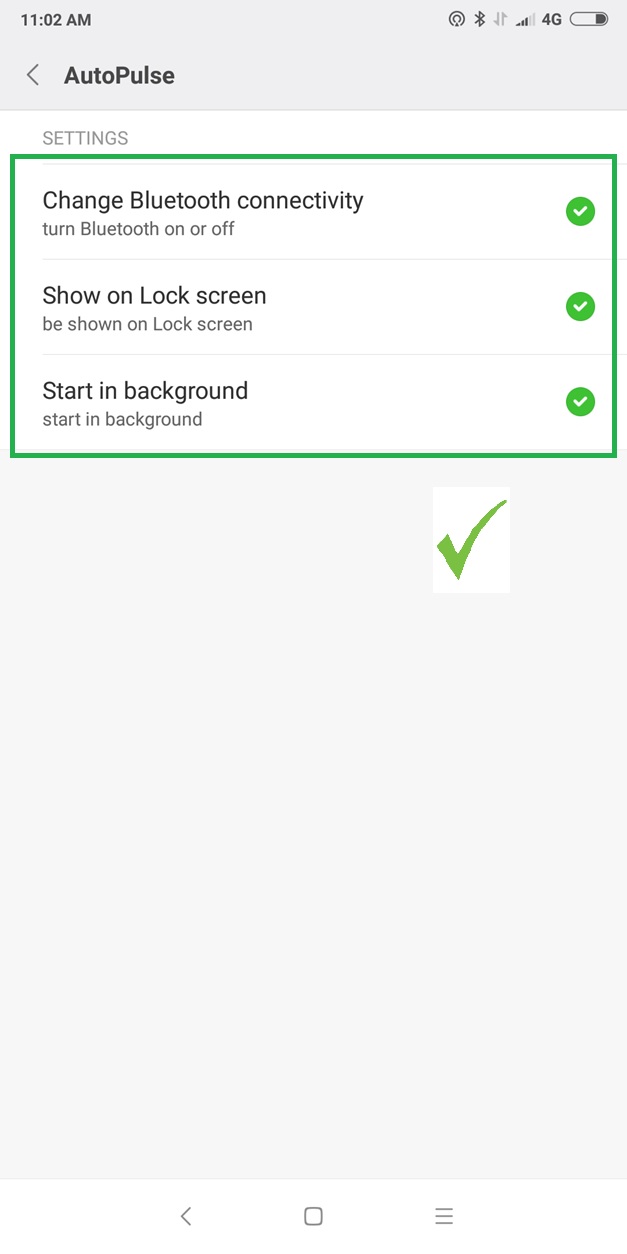 11:02 AM 4G
AutoPulse
SETTINGS
Change Bluetooth connectivity
turn Bluetooth on or off
Show on Lock screen
be shown on Lock screen
Start in background
start in background